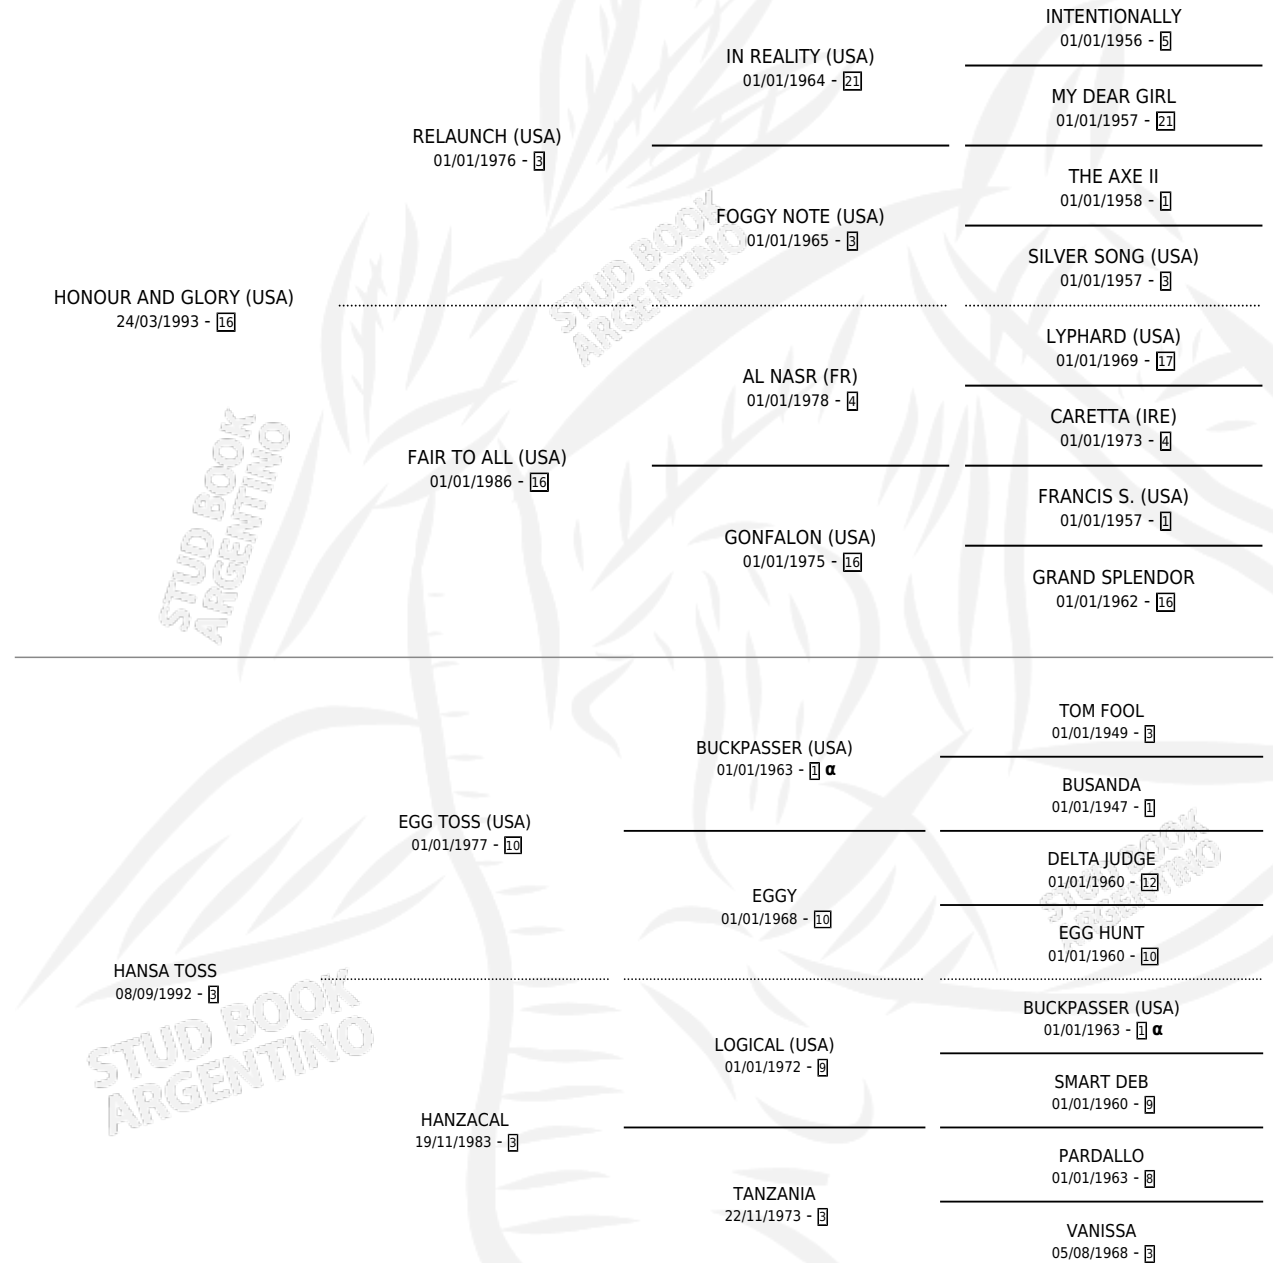 INTENTIONALLY
01/01/1956 - 5
IN REALITY (USA)
01/01/1964 - 21
MY DEAR GIRL
01/01/1957 - 21
RELAUNCH (USA)
01/01/1976 - 3
THE AXE II
01/01/1958 - 1
FOGGY NOTE (USA)
01/01/1965 - 3
SILVER SONG (USA)
01/01/1957 - 3
HONOUR AND GLORY (USA)
24/03/1993 - 16
LYPHARD (USA)
01/01/1969 - 17
AL NASR (FR)
01/01/1978 - 4
CARETTA (IRE)
01/01/1973 - 4
FAIR TO ALL (USA)
01/01/1986 - 16
FRANCIS S. (USA)
01/01/1957 - 1
GONFALON (USA)
01/01/1975 - 16
GRAND SPLENDOR
01/01/1962 - 16
TOM FOOL
01/01/1949 - 3
BUCKPASSER (USA)
01/01/1963 - 1 α
BUSANDA
01/01/1947 - 1
EGG TOSS (USA)
01/01/1977 - 10
DELTA JUDGE
01/01/1960 - 12
EGGY
01/01/1968 - 10
EGG HUNT
01/01/1960 - 10
HANSA TOSS
08/09/1992 - 3
BUCKPASSER (USA)
01/01/1963 - 1 α
LOGICAL (USA)
01/01/1972 - 9
SMART DEB
01/01/1960 - 9
HANZACAL
19/11/1983 - 3
PARDALLO
01/01/1963 - 8
TANZANIA
22/11/1973 - 3
VANISSA
05/08/1968 - 3
STUD BOOK
ARGENTINO
STUD BOOK
ARGENTINO
STUD BOOK
ARGENTINO
STUD BOOK
ARGENTINO